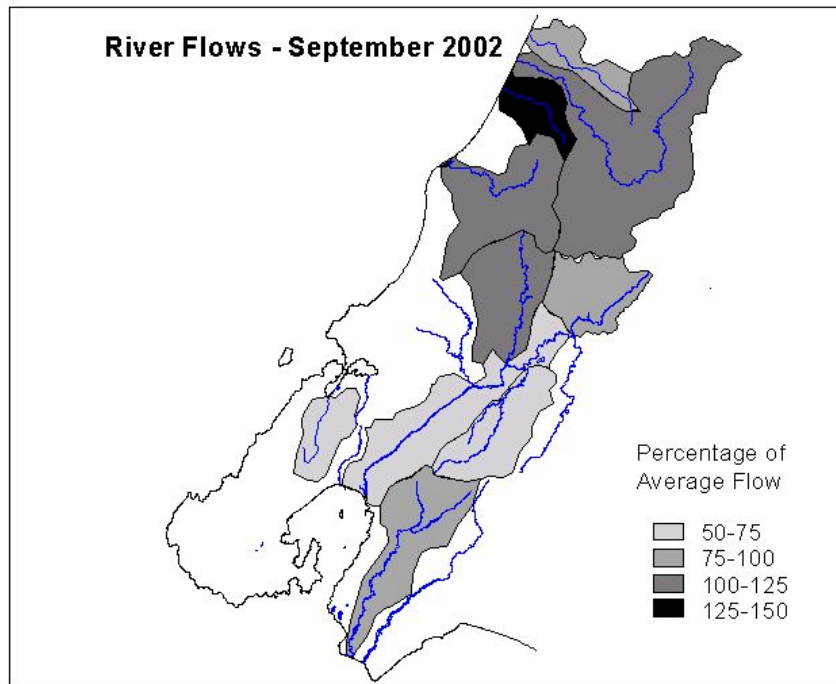 River Flows - September 2002
Percentage of
Average Flow
50-75
75-100
100-125
125-150